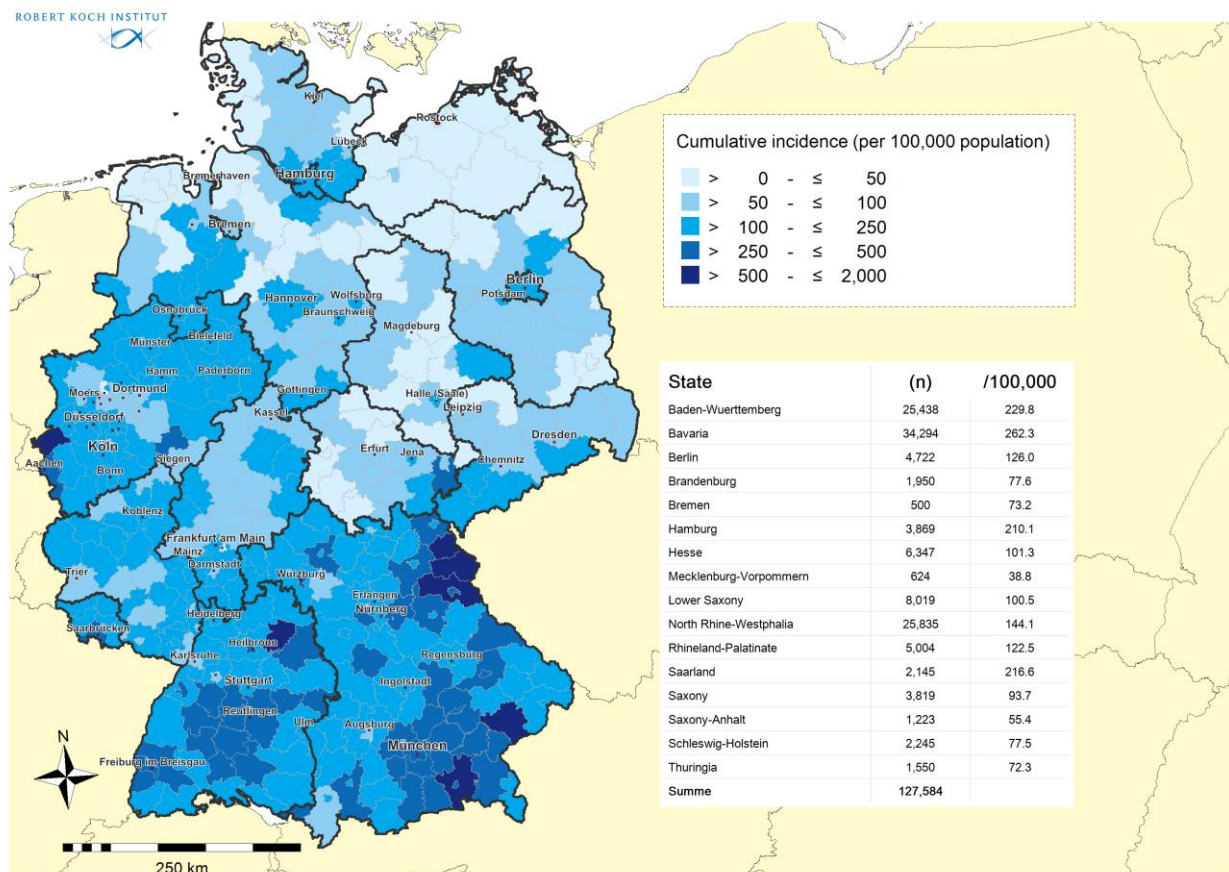 ROBERT KOCH INSTITUT
Kiel
Rostock
Lübeck
Hamburg
Bremerhaven
Bremen
Berlin
Potsdam
Hannover
Wolfsburg
Braunschweig
Magdeburg
Osnabrück
Bielefeld
Münster
Hamm
Paderborn
Moers
Dortmund
Göttingen
Halle (Saale)
Leipzig
Kassel
Düsseldorf
Köln
Dresden
Erfurt
Jena
Chemnitz
Aachen
Bonn
Siegen
Koblenz
Frankfurt am Main
Mainz
Darmstadt
Trier
Würzburg
Erlangen
Nürnberg
Heidelberg
Saarbrücken
Heilbronn
Karlsruhe
Regensburg
Stuttgart
Ingolstadt
Reutlingen
Ulm
Augsburg
München
Freiburg im Breisgau
N
250 km
Cumulative incidence (per 100,000 population)
> 0 - ≤ 50
> 50 - ≤ 100
> 100 - ≤ 250
> 250 - ≤ 500
> 500 - ≤ 2,000
State (n) /100,000
Baden-Wuerttemberg 25,438 229.8
Bavaria 34,294 262.3
Berlin 4,722 126.0
Brandenburg 1,950 77.6
Bremen 500 73.2
Hamburg 3,869 210.1
Hesse 6,347 101.3
Mecklenburg-Vorpommern 624 38.8
Lower Saxony 8,019 100.5
North Rhine-Westphalia 25,835 144.1
Rhineland-Palatinate 5,004 122.5
Saarland 2,145 216.6
Saxony 3,819 93.7
Saxony-Anhalt 1,223 55.4
Schleswig-Holstein 2,245 77.5
Thuringia 1,550 72.3
Summe 127,584